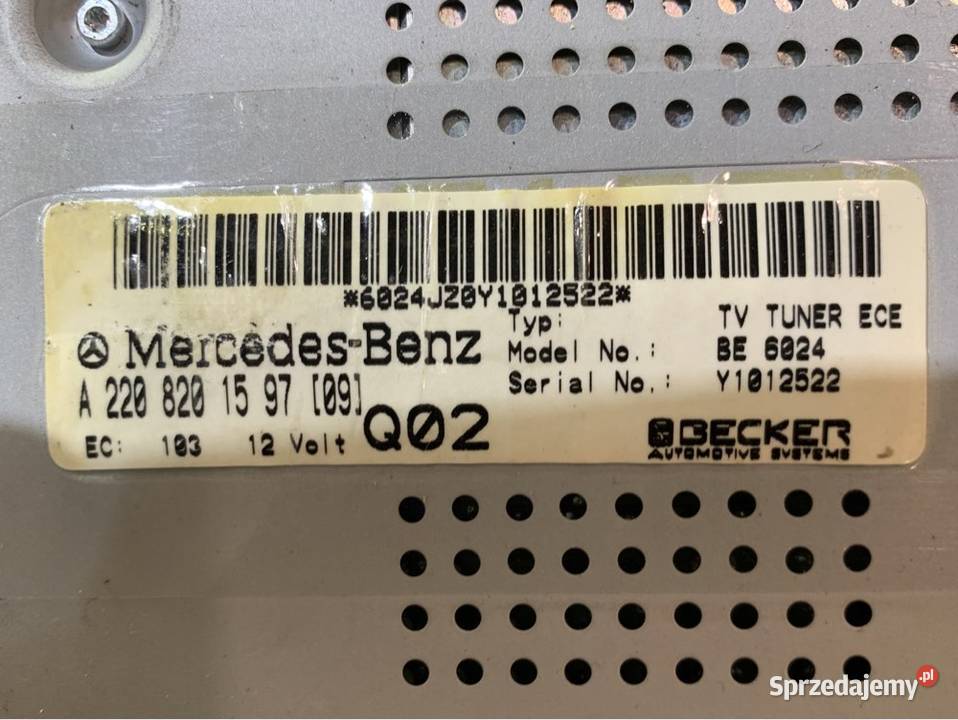 *6024JZ0Y1012522*
Mercedes-Benz
A 220 820 15 97 [09]
EC: 103 12 Volt Q02
Typ: TV TUNER ECE
Model No.: BE 6024
Serial No.: Y1012522
BECKER
AUTOMOTIVE SYSTEMS
Sprzedajemy.pl